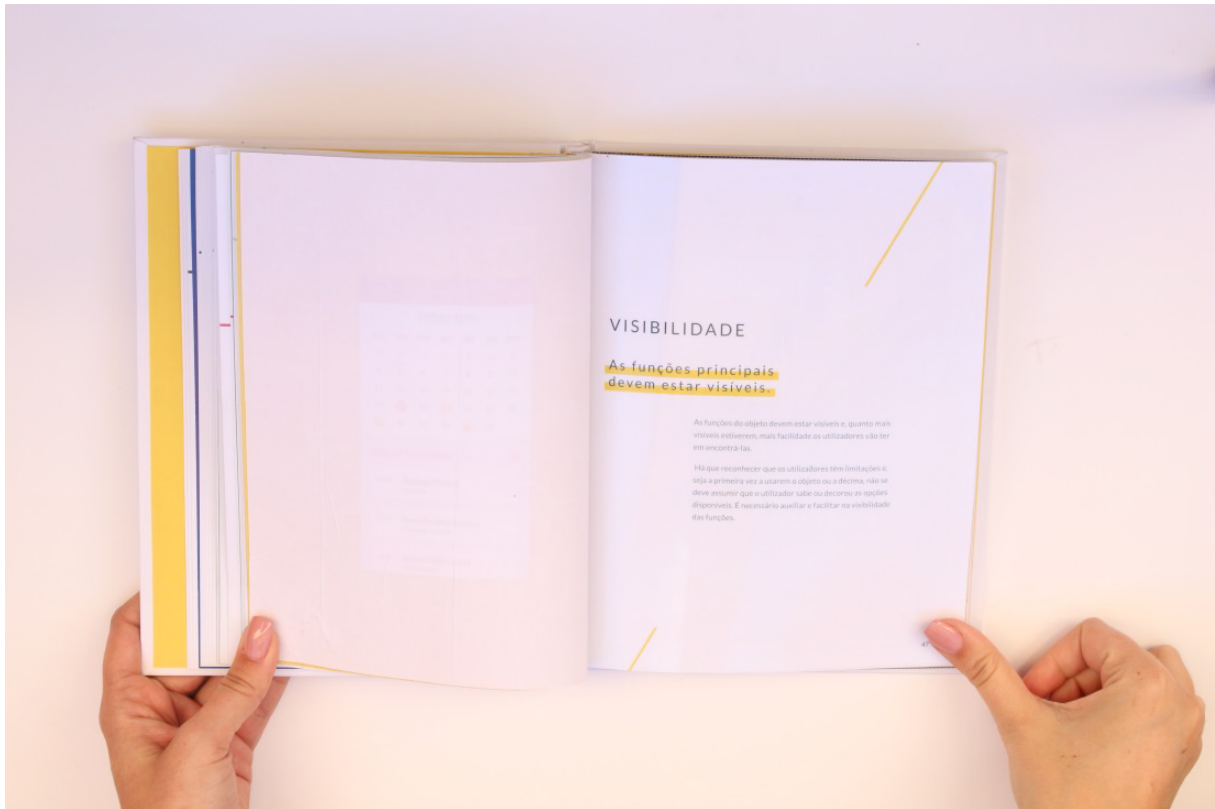 VISIBILIDADE
As funções principais
devem estar visíveis.
As funções do objeto devem estar visíveis e, quanto mais
visíveis estiverem, mais facilidade os utilizadores vão ter
em encontrá-las.
Há que reconhecer que os utilizadores têm limitações e,
seja a primeira vez a usarem o objeto ou a décima, não se
deve assumir que o utilizador sabe ou decorou as opções
disponíveis. É necessário auxiliar e facilitar na visibilidade
das funções.